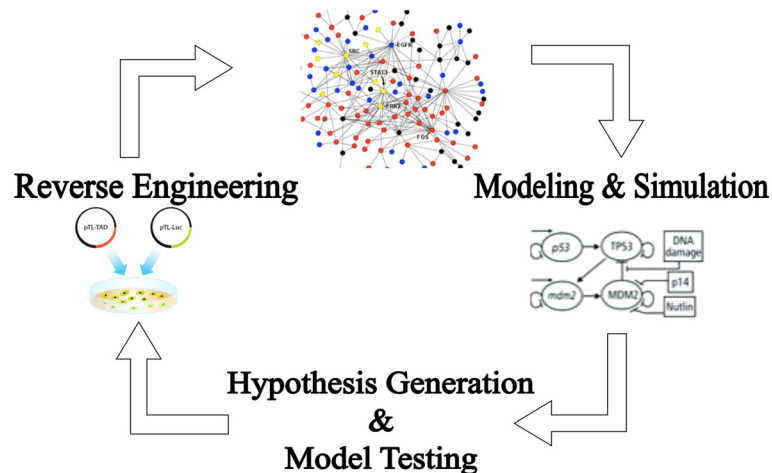 EGFR
SRC
STAT3
ERK2
FOS
Reverse Engineering
Modeling & Simulation
pTL-TAD
pTL-Luc
p53
TP53
DNA
damage
p14
mdm2
MDM2
Nutlin
Hypothesis Generation
&
Model Testing